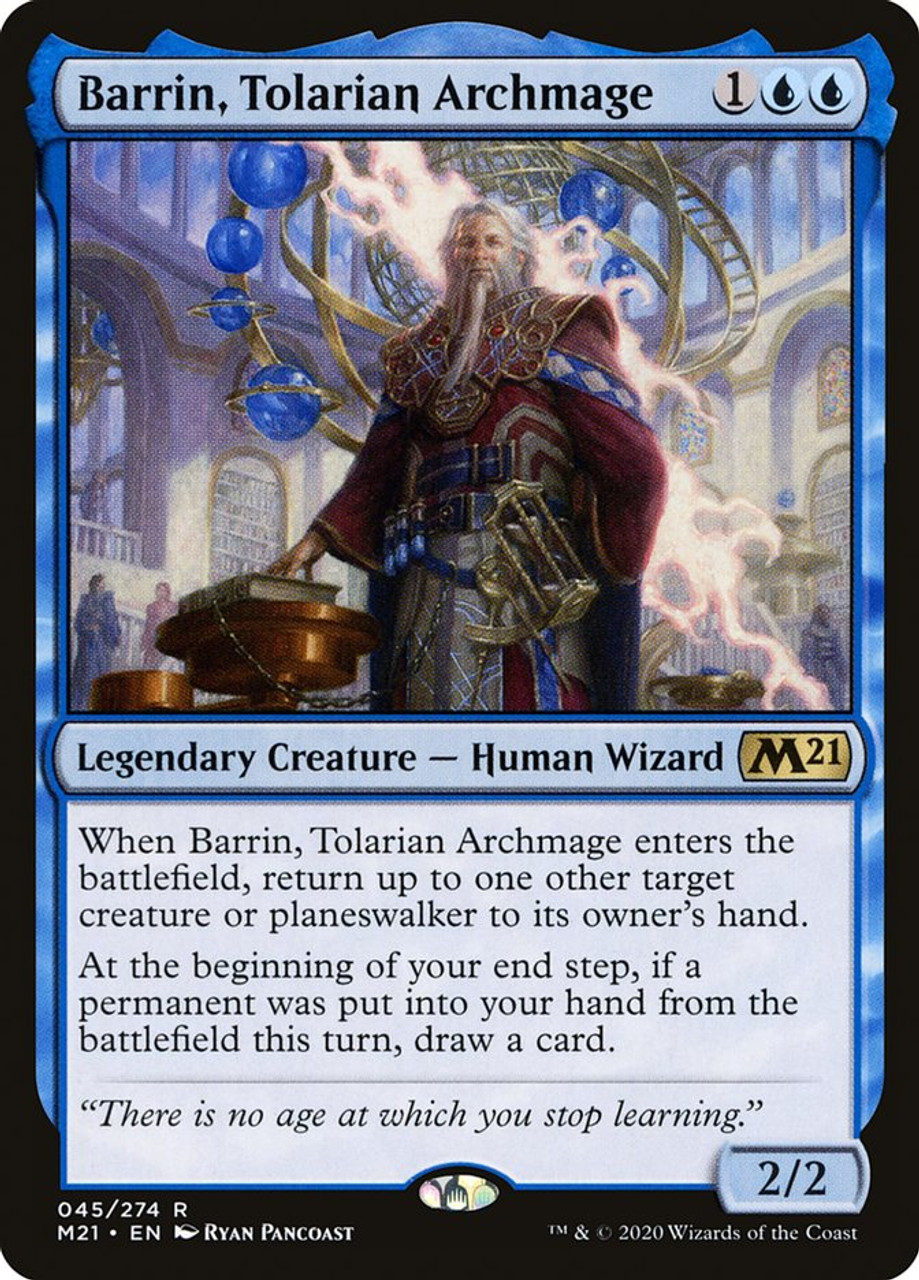 Barrin, Tolarian Archmage 1
Legendary Creature — Human Wizard M21
When Barrin, Tolarian Archmage enters the
battlefield, return up to one other target
creature or planeswalker to its owner's hand.
At the beginning of your end step, if a
permanent was put into your hand from the
battlefield this turn, draw a card.
“There is no age at which you stop learning.”
2/2
045/274 R
M21 • EN Ryan Pancoast ™ & © 2020 Wizards of the Coast